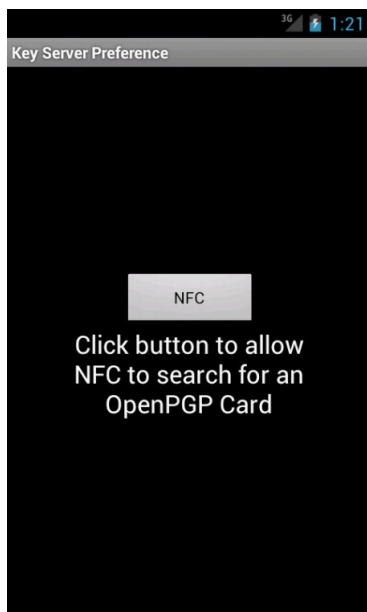 3G 1:21
Key Server Preference
NFC
Click button to allow
NFC to search for an
OpenPGP Card